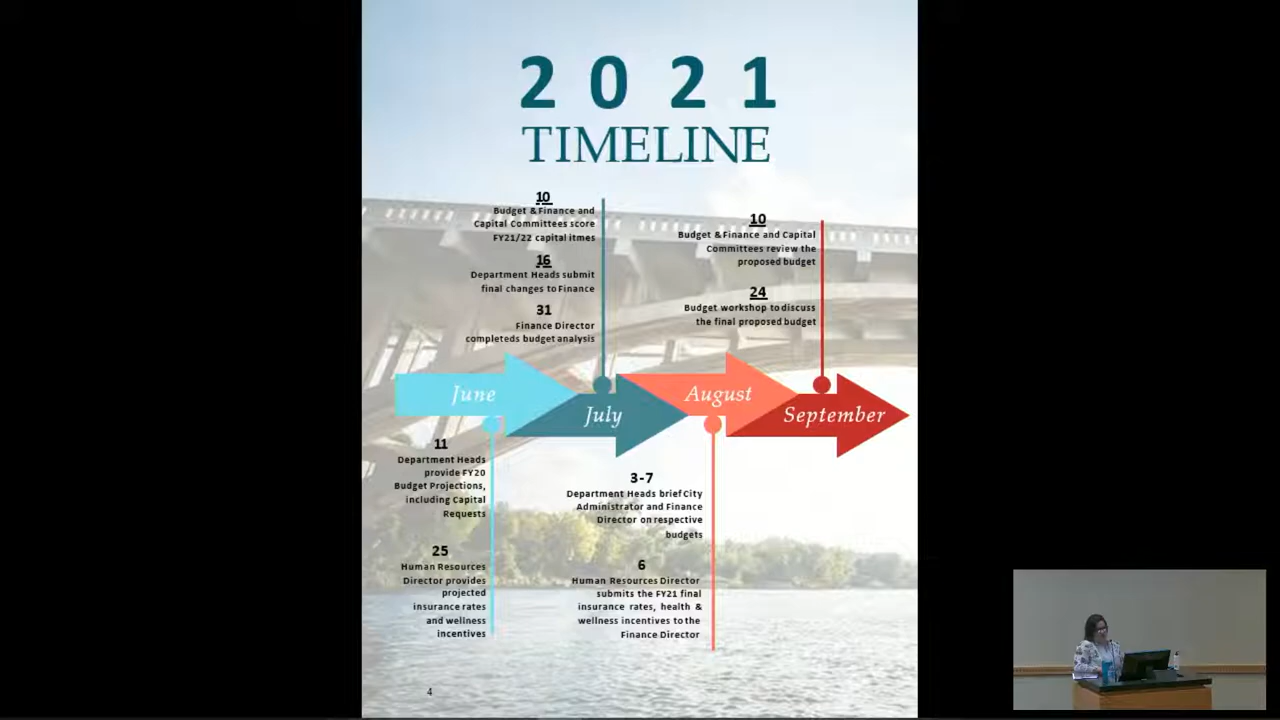 2 0 2 1
TIMELINE
10
Budget & Finance and
Capital Committees score
FY21/22 capital itmes
16
Department Heads submit
final changes to Finance
31
Finance Director
completeds budget analysis
10
Budget & Finance and Capital
Committees review the
proposed budget
24
Budget workshop to discuss
the final proposed budget
June
July
August
September
11
Department Heads
provide FY20
Budget Projections,
including Capital
Requests
25
Human Resources
Director provides
projected
insurance rates
and wellness
incentives
3-7
Department Heads brief City
Administrator and Finance
Director on respective
budgets
6
Human Resources Director
submits the FY21 final
insurance rates, health &
wellness incentives to the
Finance Director
4